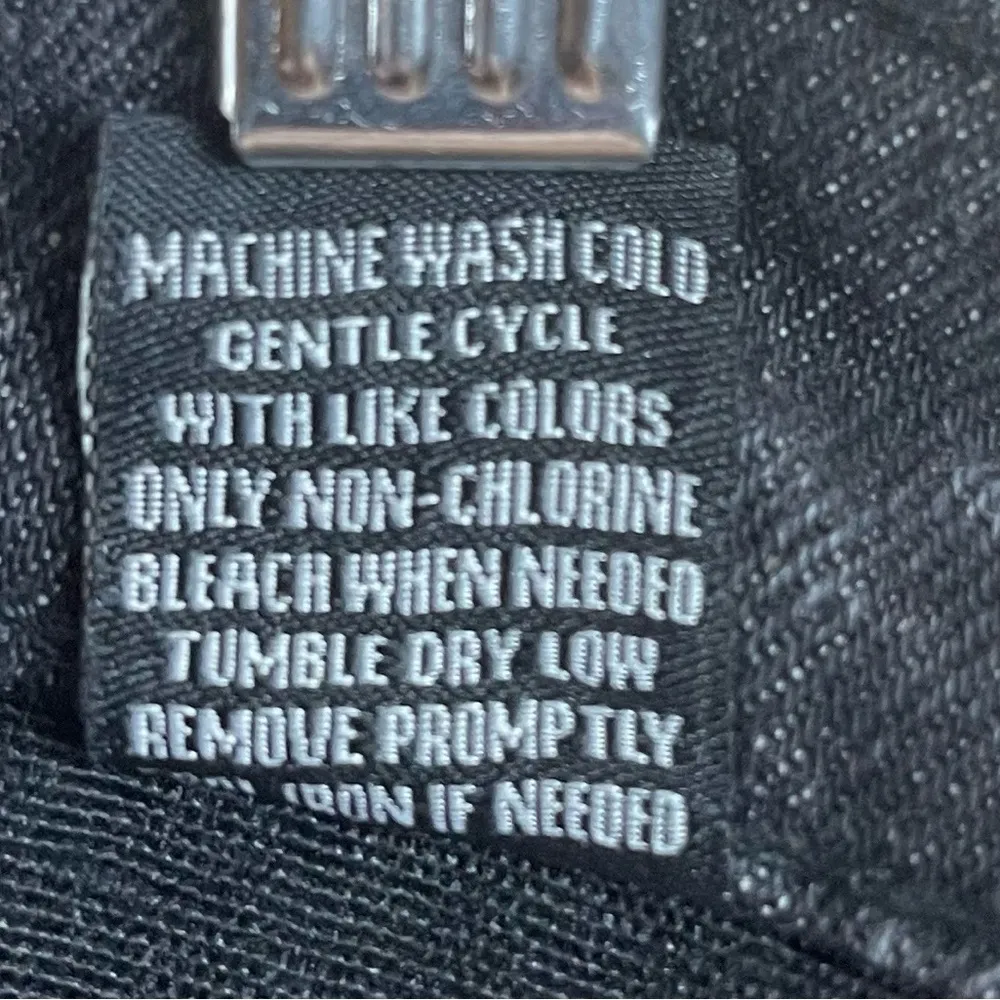 MACHINE WASH COLD
GENTLE CYCLE
WITH LIKE COLORS
ONLY NON-CHLORINE
BLEACH WHEN NEEDED
TUMBLE DRY LOW
REMOVE PROMPTLY
IRON IF NEEDED